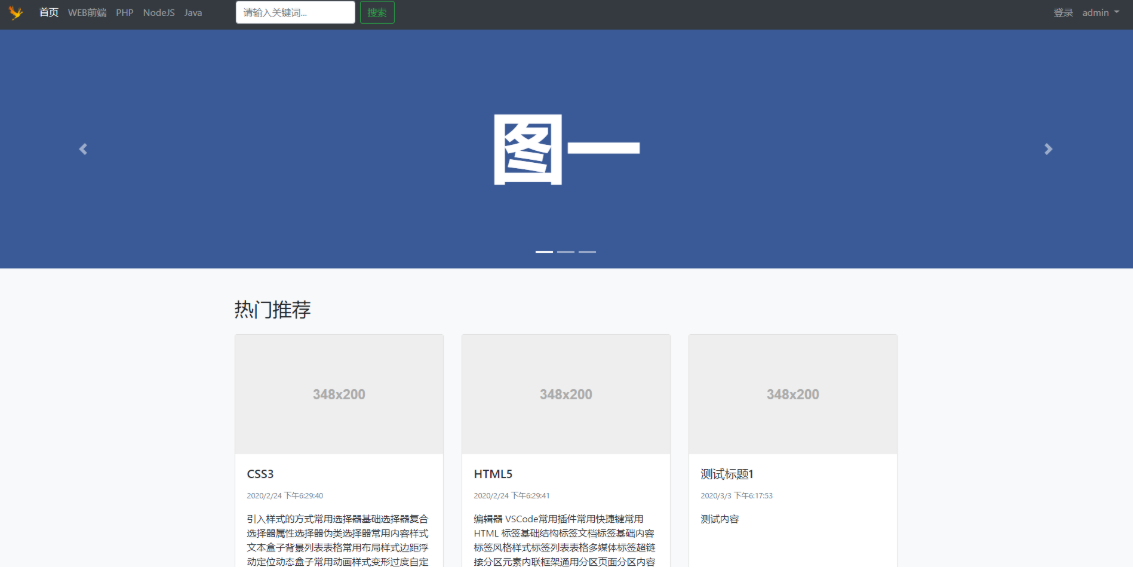 首页 WEB前端 PHP NodeJS Java 请输入关键词... 搜索 登录 admin
图一
热门推荐
348x200 348x200 348x200
CSS3
2020/2/24 下午6:29:40
引入样式的方式常用选择器基础选择器复合
选择器属性选择器伪类选择器常用内容样式
文本盒子背景列表表格常用布局样式边距浮
动定位动态盒子常用动画样式变形过度自定
HTML5
2020/2/24 下午6:29:41
编辑器 VSCode常用插件常用快捷键常用
HTML 标签基础结构标签文档标签基础内容
标签风格样式标签列表表格多媒体标签超链
接分区元素内联框架通用分区页面分区内容
测试标题1
2020/3/3 下午6:17:53
测试内容